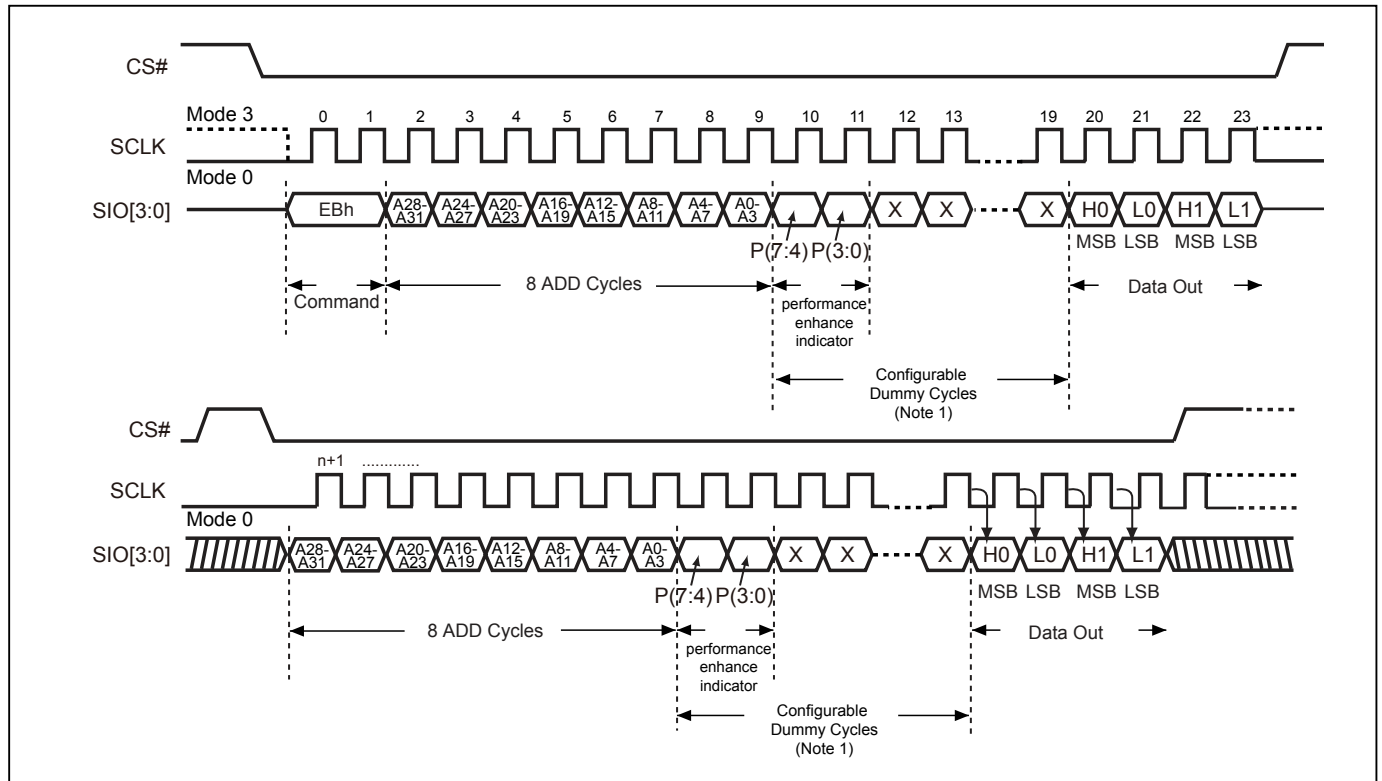 CS#
Mode 3
0 1 2 3 4 5 6 7 8 9 10 11 12 13 19 20 21 22 23
SCLK
Mode 0
SIO[3:0]
EBh A28-A31 A24-A27 A20-A23 A16-A19 A12-A15 A8-A11 A4-A7 A0-A3 X X X H0 L0 H1 L1
MSB LSB MSB LSB
P(7:4) P(3:0)
Command
8 ADD Cycles
performance
enhance
indicator
Data Out
Configurable
Dummy Cycles
(Note 1)
CS#
n+1 .............
SCLK
Mode 0
SIO[3:0]
A28-A31 A24-A27 A20-A23 A16-A19 A12-A15 A8-A11 A4-A7 A0-A3 X X X H0 L0 H1 L1
P(7:4) P(3:0)
MSB LSB MSB LSB
8 ADD Cycles
performance
enhance
indicator
Data Out
Configurable
Dummy Cycles
(Note 1)